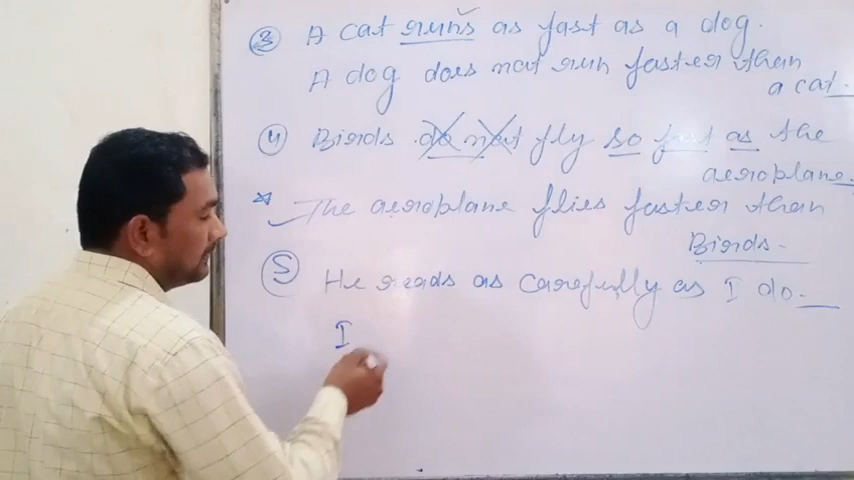 (3) A cat runs as fast as a dog.
A dog does not run faster than
a cat.
(4) Birds do not fly so fast as the
aeroplane.
The aeroplane flies faster than
Birds.
(5) He reads as carefully as I do.
I